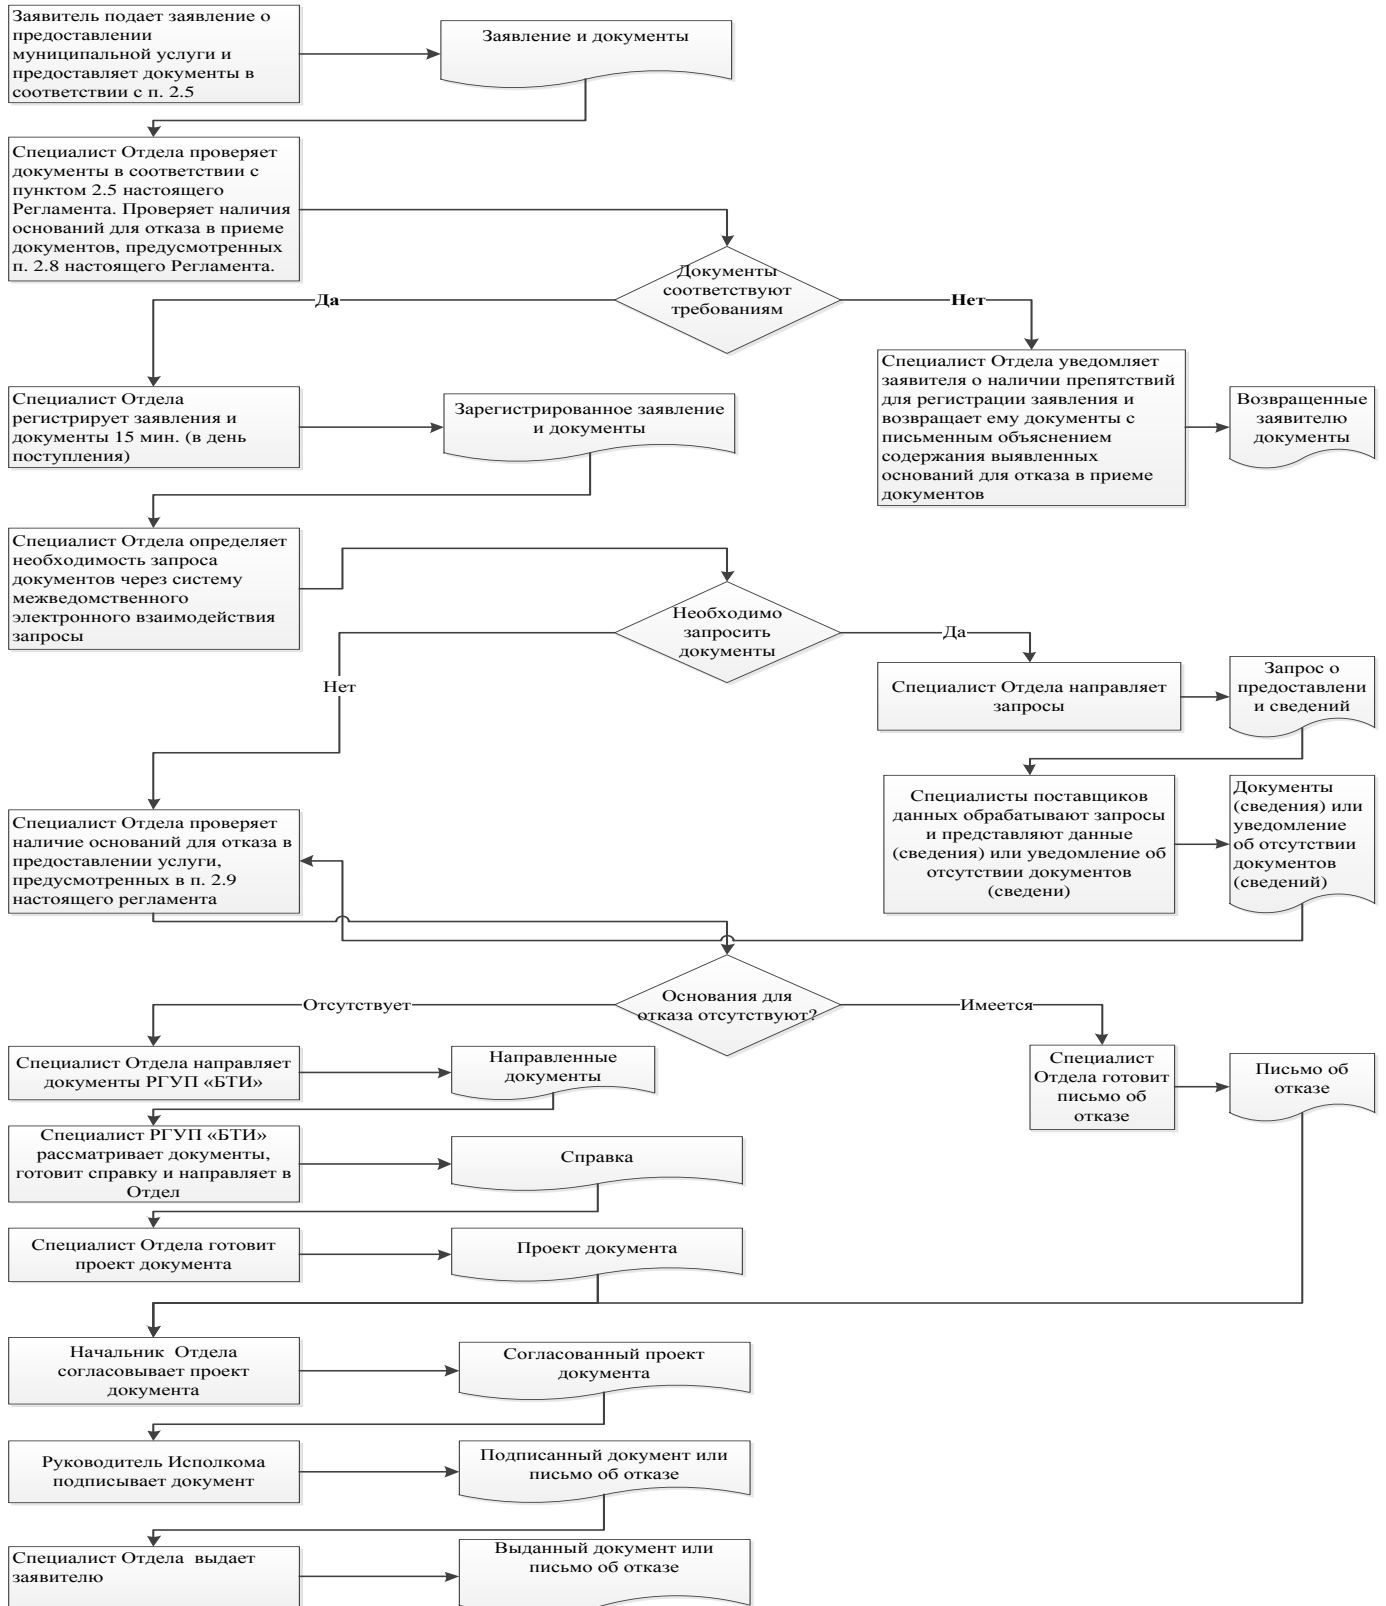 Заявитель подает заявление о
предоставлении
муниципальной услуги и
предоставляет документы в
соответствии с п. 2.5
Заявление и документы
Специалист Отдела проверяет
документы в соответствии с
пунктом 2.5 настоящего
Регламента. Проверяет наличия
оснований для отказа в приеме
документов, предусмотренных
п. 2.8 настоящего Регламента.
Документы
соответствуют
требованиям
Да
Нет
Специалист Отдела
регистрирует заявления и
документы 15 мин. (в день
поступления)
Зарегистрированное заявление
и документы
Специалист Отдела уведомляет
заявителя о наличии препятствий
для регистрации заявления и
возвращает ему документы с
письменным объяснением
содержания выявленных
оснований для отказа в приеме
документов
Возвращенные
заявителю
документы
Специалист Отдела определяет
необходимость запроса
документов через систему
межведомственного
электронного взаимодействия
запросы
Необходимо
запросить
документы
Да
Нет
Специалист Отдела направляет
запросы
Запрос о
предоставлени
и сведений
Специалисты поставщиков
данных обрабатывают запросы
и представляют данные
(сведения) или уведомление об
отсутствии документов
(сведени)
Документы
(сведения) или
уведомление
об отсутствии
документов
(сведений)
Специалист Отдела проверяет
наличие оснований для отказа в
предоставлении услуги,
предусмотренных в п. 2.9
настоящего регламента
Основания для
отказа отсутствуют?
Отсутствует
Имеется
Специалист Отдела направляет
документы РГУП «БТИ»
Направленные
документы
Специалист
Отдела готовит
письмо об
отказе
Письмо об
отказе
Специалист РГУП «БТИ»
рассматривает документы,
готовит справку и направляет в
Отдел
Справка
Специалист Отдела готовит
проект документа
Проект документа
Начальник  Отдела
согласовывает проект
документа
Согласованный проект
документа
Руководитель Исполкома
подписывает документ
Подписанный документ или
письмо об отказе
Специалист Отдела  выдает
заявителю
Выданный документ или
письмо об отказе